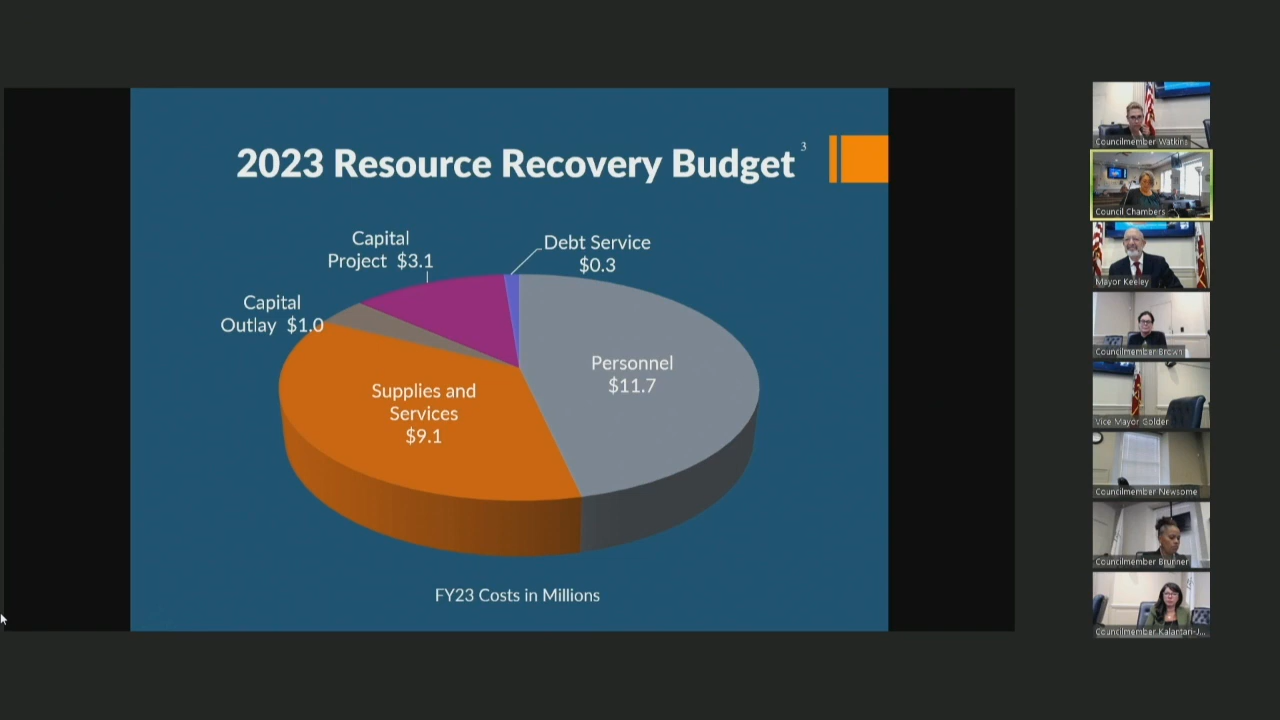 2023 Resource Recovery Budget
3
Capital
Project $3.1
Debt Service
$0.3
Capital
Outlay $1.0
Personnel
$11.7
Supplies and
Services
$9.1
FY23 Costs in Millions
Councilmember Watkins
Council Chambers
Mayor Keeley
Councilmember Brown
Vice Mayor Golder
Councilmember Newsome
Councilmember Brunner
Councilmember Kalantari-J...